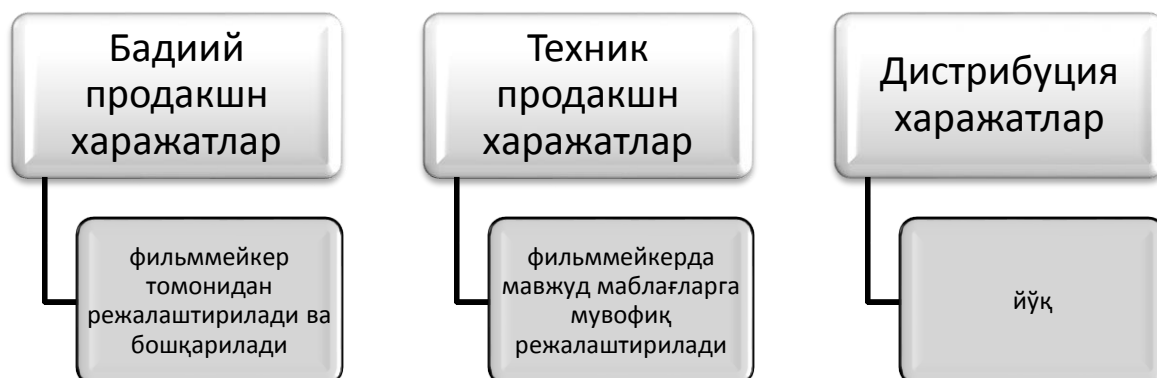 Бадиий
продакшн
харажатлар
фильммейкер
томонидан
режалаштирилади ва
бошқарилади
Техник
продакшн
харажатлар
фильммейкерда
мавжуд маблағларга
мувофиқ
режалаштирилади
Дистрибуция
харажатлар
йўқ